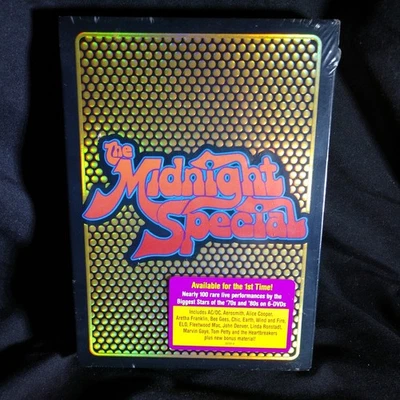 The
Midnight
Special
Available for the 1st Time!
Nearly 100 rare live performances by the
Biggest Stars of the '70s and '80s on 6-DVDs
Includes AC/DC, Aerosmith, Alice Cooper,
Aretha Franklin, Bee Gees, Chic, Earth, Wind and Fire,
ELO, Fleetwood Mac, John Denver, Linda Ronstadt,
Marvin Gaye, Tom Petty and the Heartbreakers
plus new bonus material!